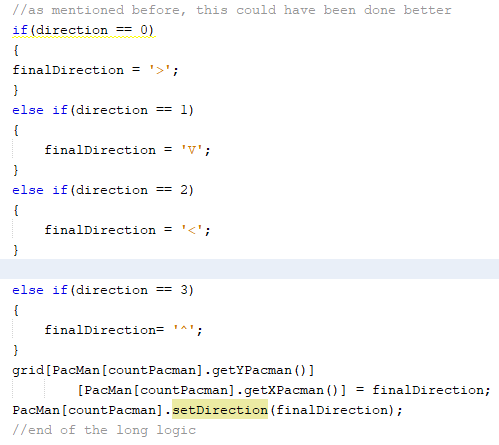 //as mentioned before, this could have been done better
if(direction == 0)
{
finalDirection = '>';
}
else if(direction == 1)
{
    finalDirection = 'V';
}
else if(direction == 2)
{
    finalDirection = '<';
}
else if(direction == 3)
{
    finalDirection= '^';
}
grid[PacMan[countPacman].getYPacman()]
        [PacMan[countPacman].getXPacman()] = finalDirection;
PacMan[countPacman].setDirection(finalDirection);
//end of the long logic